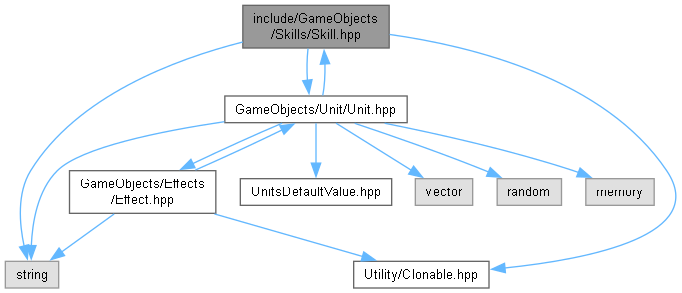 include/GameObjects
/Skills/Skill.hpp
GameObjects/Unit/Unit.hpp
GameObjects/Effects
/Effect.hpp
UnitsDefaultValue.hpp
vector
random
memory
string
Utility/Clonable.hpp